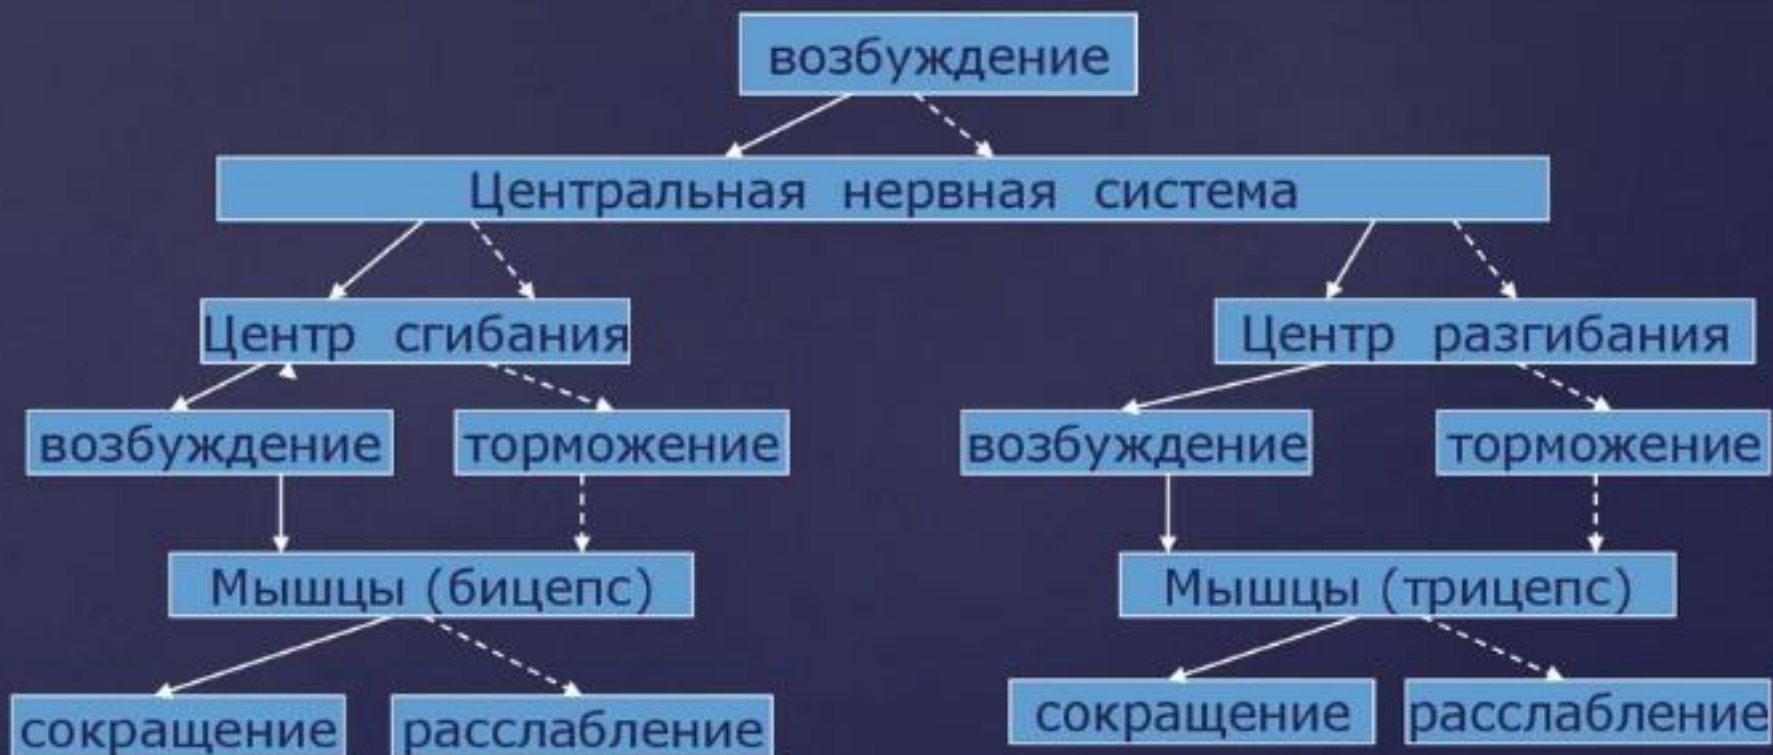 возбуждение
Центральная нервная система
Центр сгибания
Центр разгибания
возбуждение
торможение
возбуждение
торможение
Мышцы (бицепс)
Мышцы (трицепс)
сокращение
расслабление
сокращение
расслабление